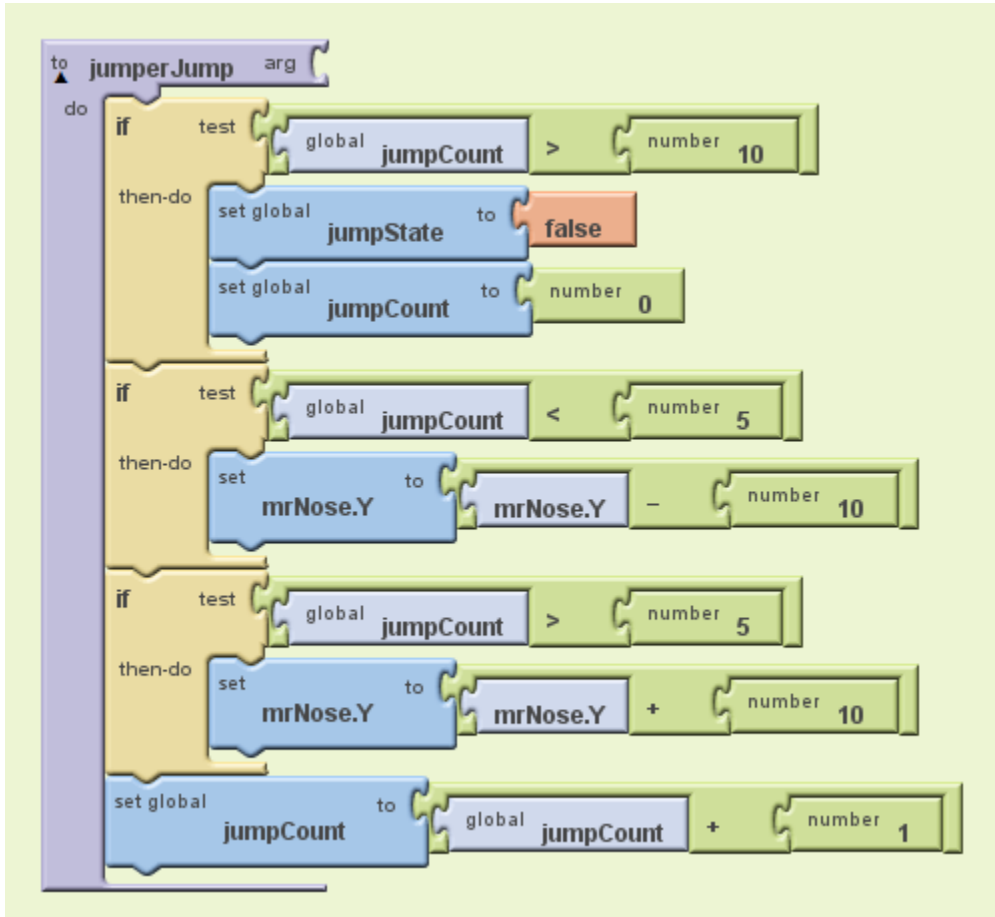 to jumperJump arg
do
if test global jumpCount > number 10
then-do set global jumpState to false
set global jumpCount to number 0
if test global jumpCount < number 5
then-do set mrNose.Y to mrNose.Y - number 10
if test global jumpCount > number 5
then-do set mrNose.Y to mrNose.Y + number 10
set global jumpCount to global jumpCount + number 1